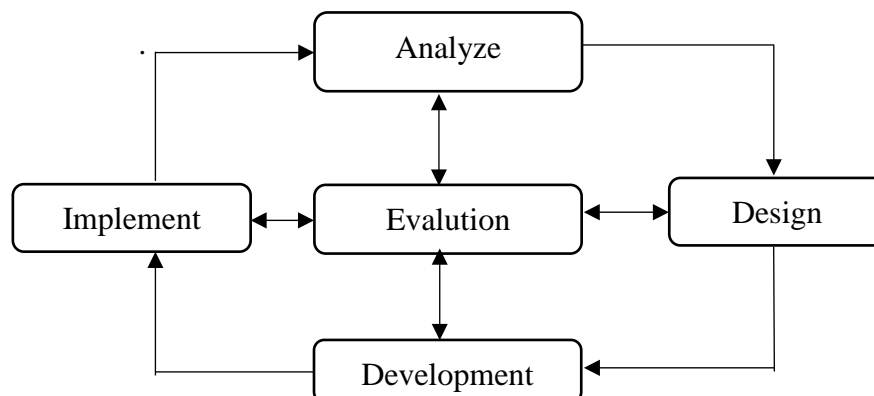 Analyze
Implement
Evalution
Design
Development